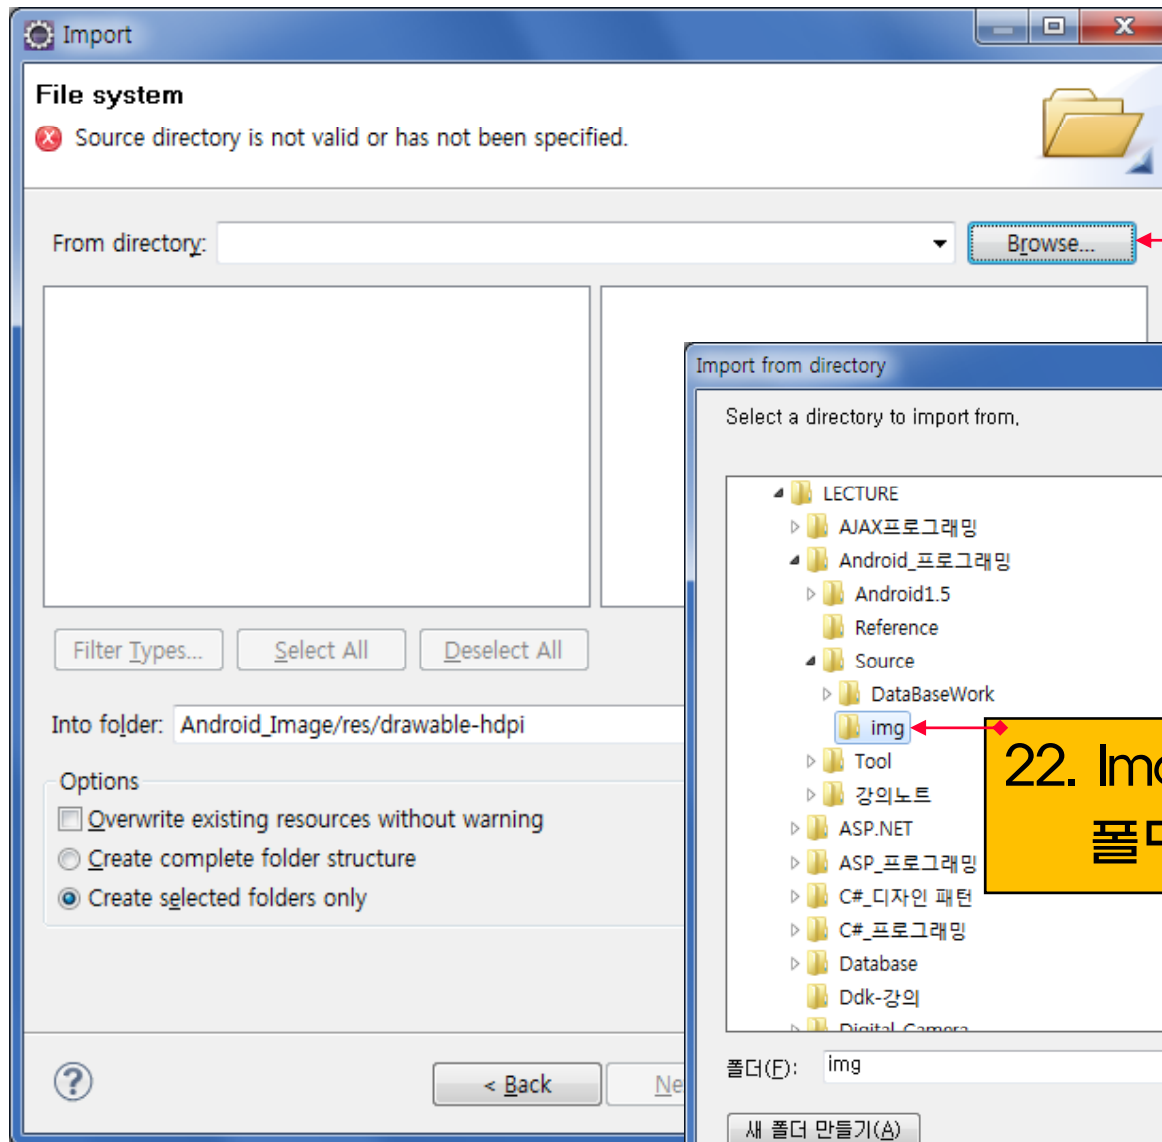 Import
File system
Source directory is not valid or has not been specified.
From directory:
Browse...
Import from directory
Select a directory to import from.
LECTURE
AJAX프로그래밍
Android_프로그래밍
Android1.5
Reference
Source
DataBaseWork
img
Tool
강의노트
ASP.NET
ASP_프로그래밍
C#_디자인 패턴
C#_프로그래밍
Database
Ddk-강의
Digital Camera
22.
Filter Types...
Select All
Deselect All
Into folder: Android_Image/res/drawable-hdpi
Options
Overwrite existing resources without warning
Create complete folder structure
Create selected folders only
< Back
폴더(F): img
새 폴더 만들기(A)